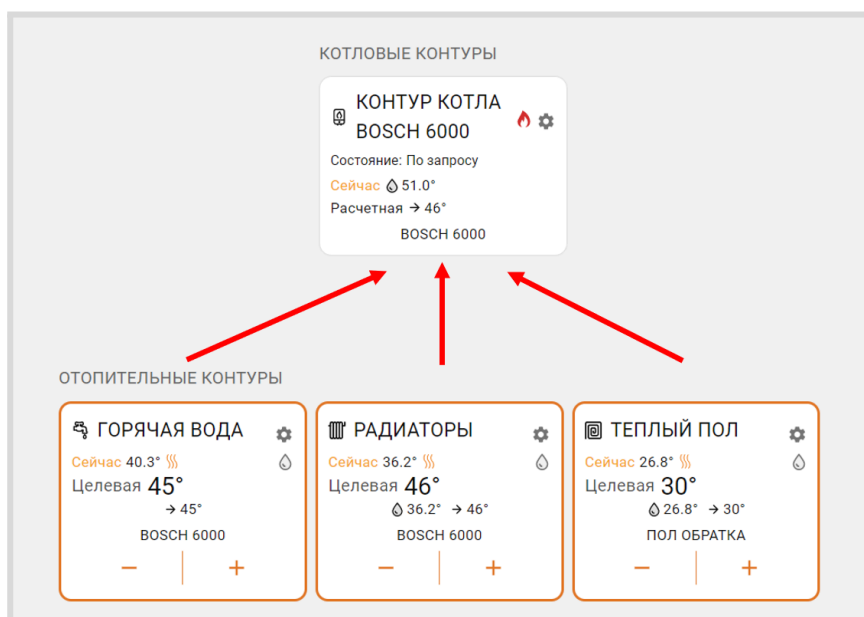 КОТЛОВЫЕ КОНТУРЫ
КОНТУР КОТЛА
BOSCH 6000
Состояние: По запросу
Сейчас 51.0°
Расчетная → 46°
BOSCH 6000
ОТОПИТЕЛЬНЫЕ КОНТУРЫ
ГОРЯЧАЯ ВОДА
Сейчас 40.3°
Целевая 45°
→ 45°
BOSCH 6000
− +
РАДИАТОРЫ
Сейчас 36.2°
Целевая 46°
36.2° → 46°
BOSCH 6000
− +
ТЕПЛЫЙ ПОЛ
Сейчас 26.8°
Целевая 30°
26.8° → 30°
ПОЛ ОБРАТКА
− +